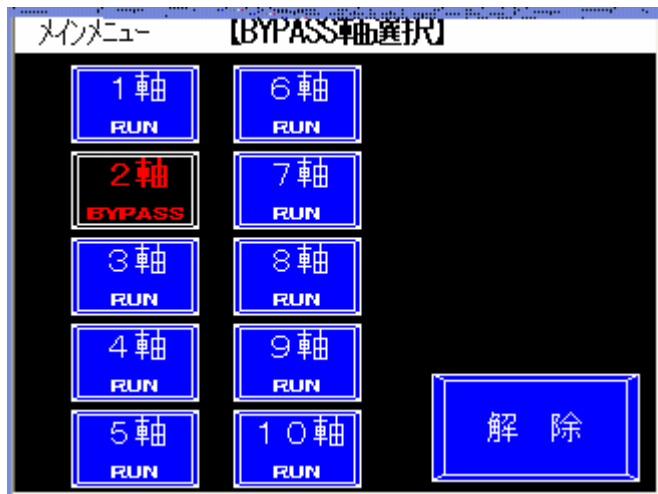 メインメニュー 【BYPASS軸選択】
１軸
RUN
２軸
BYPASS
３軸
RUN
４軸
RUN
５軸
RUN
６軸
RUN
７軸
RUN
８軸
RUN
９軸
RUN
１０軸
RUN
解 除